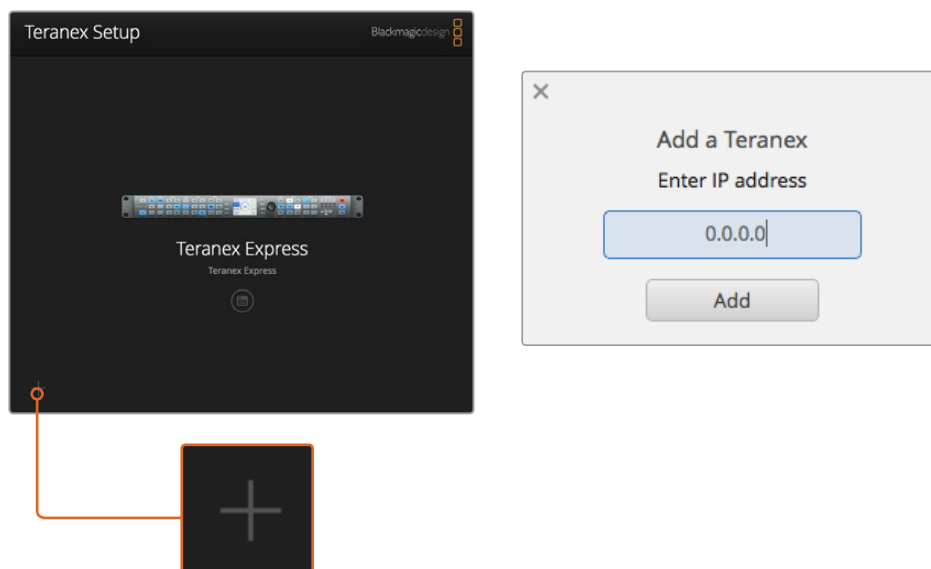 Teranex Setup
Blackmagicdesign
Teranex Express
Teranex Express
Add a Teranex
Enter IP address
0.0.0.0
Add